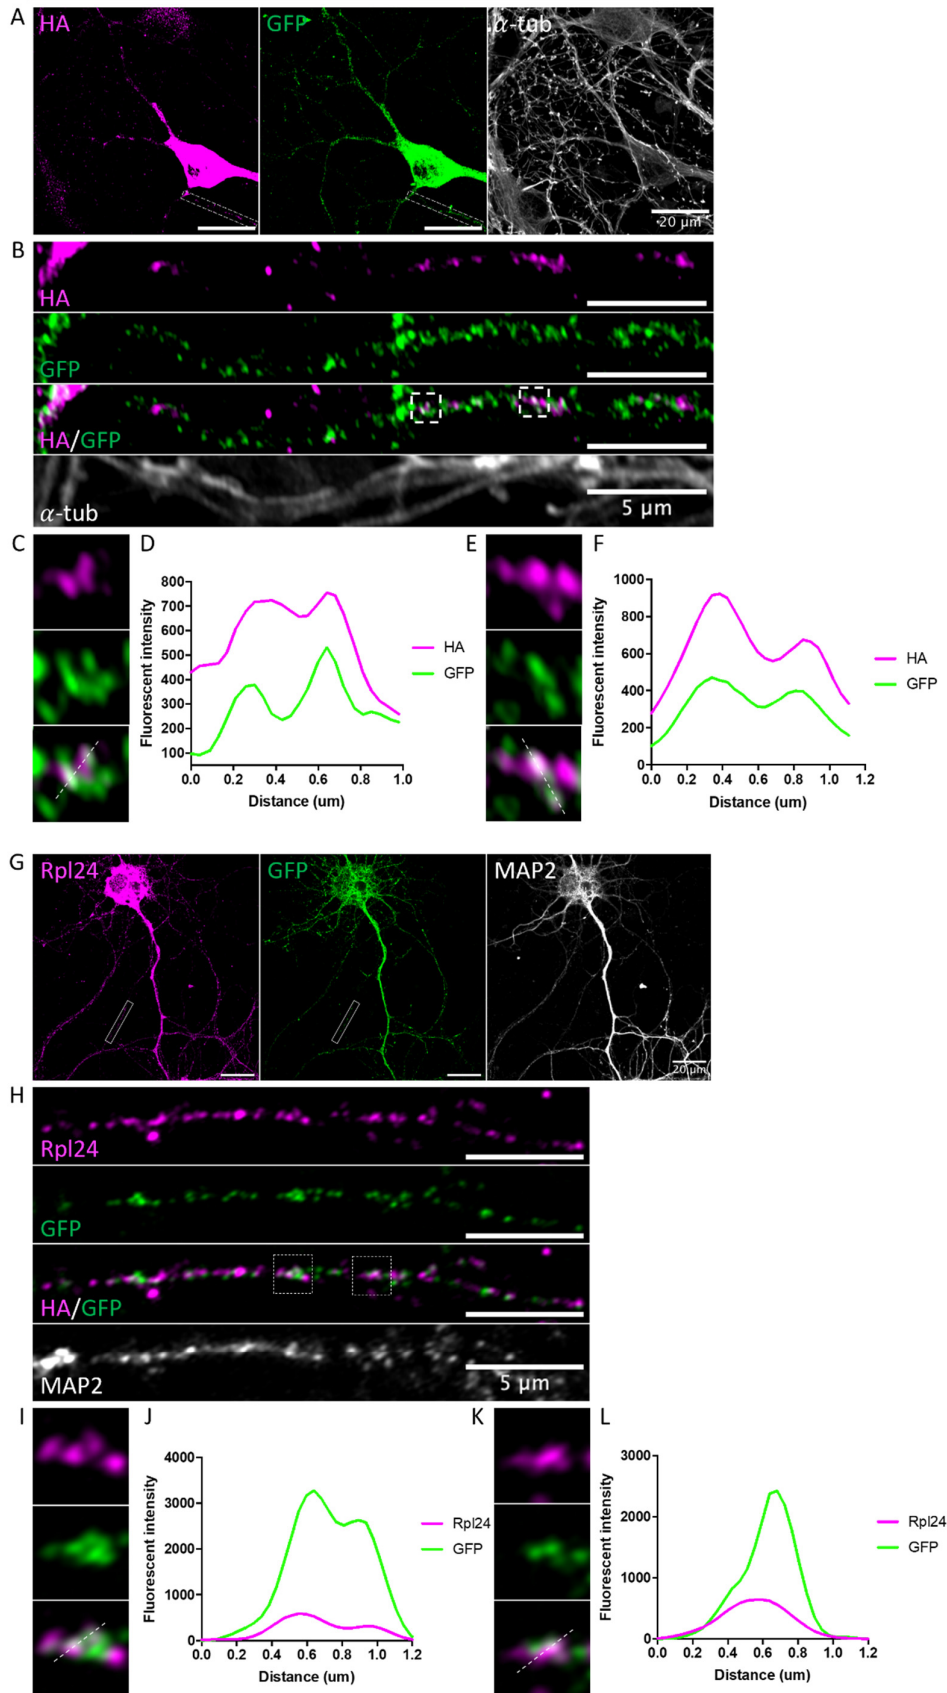 A
HA
GFP
α-tub
20 μm
B
HA
GFP
HA/GFP
α-tub
5 μm
C
D
Fluorescent intensity
800
700
600
500
400
300
200
100
0.0 0.2 0.4 0.6 0.8 1.0
Distance (um)
HA
GFP
E
F
Fluorescent intensity
1000
800
600
400
200
0
0.0 0.2 0.4 0.6 0.8 1.0 1.2
Distance (um)
HA
GFP
G
Rpl24
GFP
MAP2
20 μm
H
Rpl24
GFP
HA/GFP
MAP2
5 μm
I
J
Fluorescent intensity
4000
3000
2000
1000
0
0.0 0.2 0.4 0.6 0.8 1.0 1.2
Distance (um)
Rpl24
GFP
K
L
Fluorescent intensity
3000
2000
1000
0
0.0 0.2 0.4 0.6 0.8 1.0 1.2
Distance (um)
Rpl24
GFP